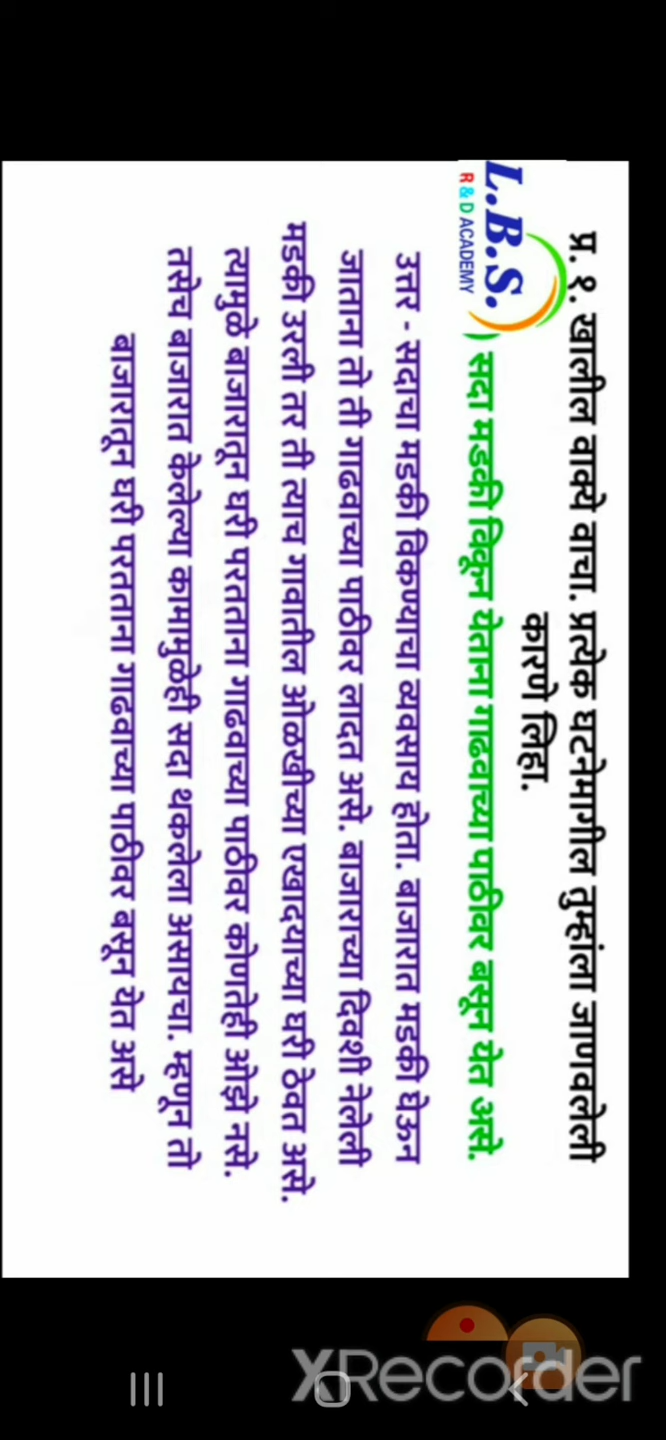 प्र. १. खालील वाक्ये वाचा. प्रत्येक घटनेमागील तुम्हांला जाणवलेली
कारणे लिहा.
L.B.S.
R & D ACADEMY
) सदा मडकी विकून येताना गाढवाच्या पाठीवर बसून येत असे.
उत्तर - सदाचा मडकी विकण्याचा व्यवसाय होता. बाजारात मडकी घेऊन
जाताना तो ती गाढवाच्या पाठीवर लादत असे. बाजाराच्या दिवशी नेलेली
मडकी उरली तर ती त्याच गावातील ओळखीच्या एखादयाच्या घरी ठेवत असे.
त्यामुळे बाजारातून घरी परतताना गाढवाच्या पाठीवर कोणतेही ओझे नसे.
तसेच बाजारात केलेल्या कामामुळेही सदा थकलेला असायचा. म्हणून तो
बाजारातून घरी परतताना गाढवाच्या पाठीवर बसून येत असे
XRecorder